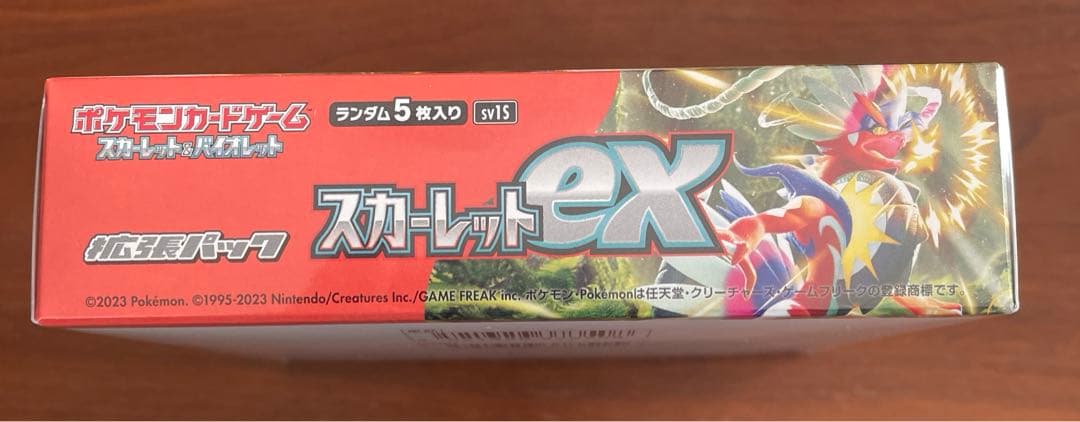 ポケモンカードゲーム
スカーレット&バイオレット
ランダム5枚入り sv1S
スカーレットex
拡張パック
©2023 Pokémon. ©1995-2023 Nintendo/Creatures Inc./GAME FREAK inc. ポケモン・Pokémonは任天堂・クリーチャーズ・ゲームフリークの登録商標です。